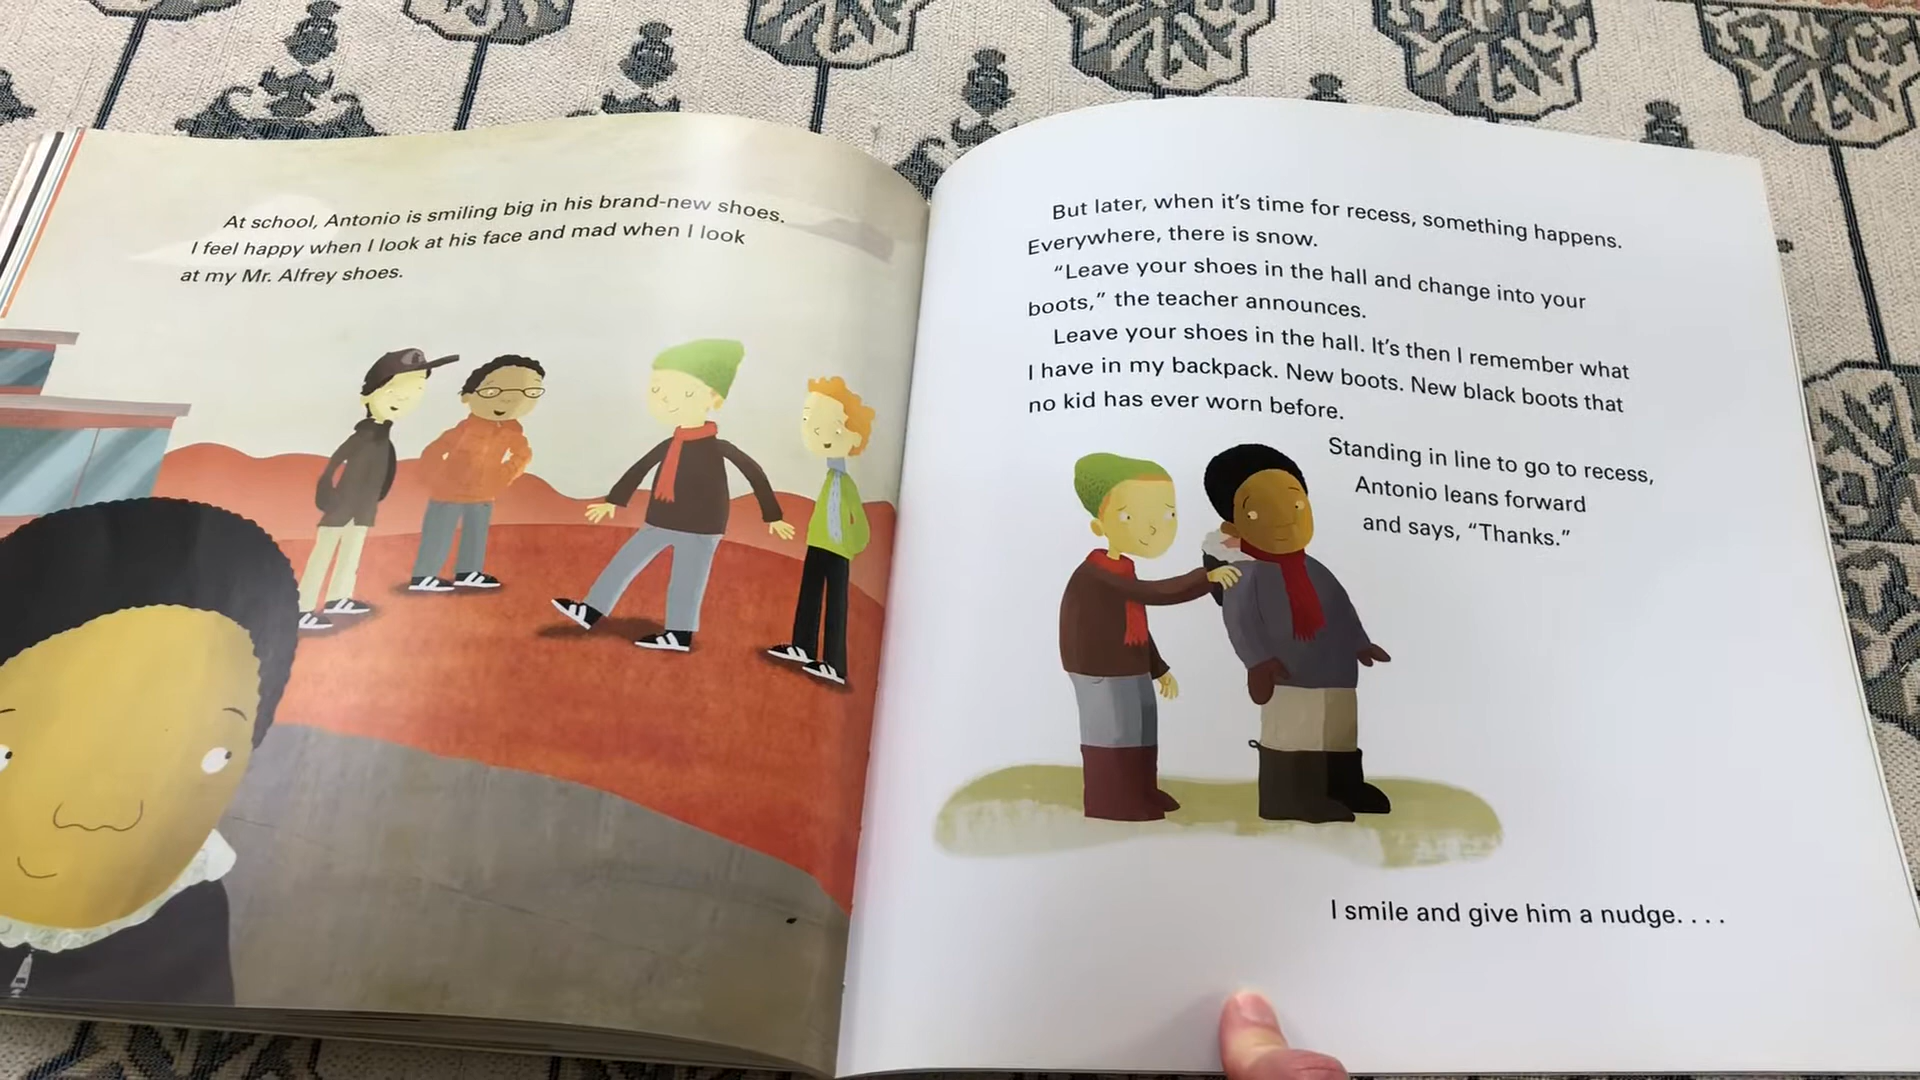 At school, Antonio is smiling big in his brand-new shoes.
I feel happy when I look at his face and mad when I look
at my Mr. Alfrey shoes.
But later, when it's time for recess, something happens.
Everywhere, there is snow.
“Leave your shoes in the hall and change into your
boots,” the teacher announces.
Leave your shoes in the hall. It's then I remember what
I have in my backpack. New boots. New black boots that
no kid has ever worn before.
Standing in line to go to recess,
Antonio leans forward
and says, “Thanks.”
I smile and give him a nudge. . . .